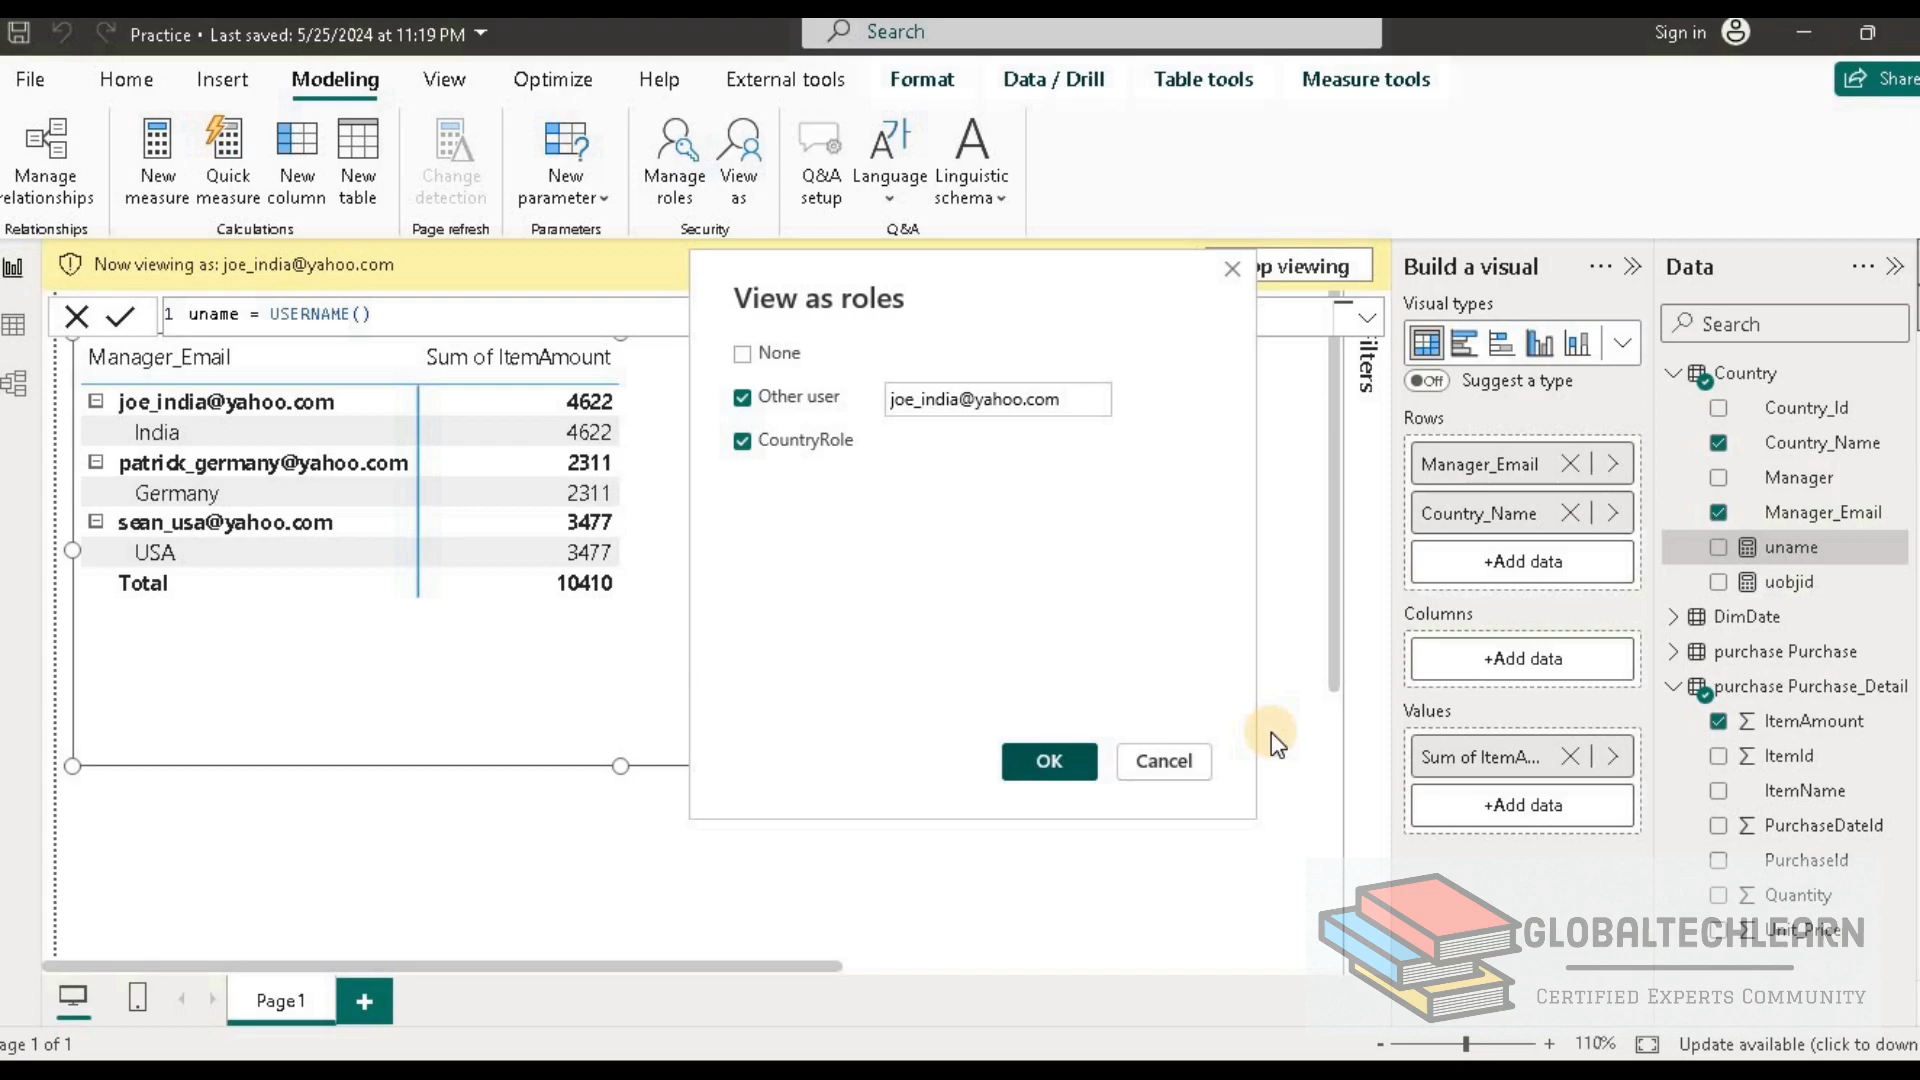 Practice • Last saved: 5/25/2024 at 11:19 PM
Search
Sign in
File Home Insert Modeling View Optimize Help External tools Format Data / Drill Table tools Measure tools
Share
Manage
relationships
New
measure
Quick
measure
New
column
New
table
Change
detection
New
parameter
Manage
roles
View
as
Q&A
setup
Language
Linguistic
schema
Relationships
Calculations
Page refresh
Parameters
Security
Q&A
Now viewing as: joe_india@yahoo.com
op viewing
1 uname = USERNAME()
Manager_Email Sum of ItemAmount
joe_india@yahoo.com 4622
India 4622
patrick_germany@yahoo.com 2311
Germany 2311
sean_usa@yahoo.com 3477
USA 3477
Total 10410
View as roles
None
Other user joe_india@yahoo.com
CountryRole
OK Cancel
ilters
Build a visual
Visual types
Off Suggest a type
Rows
Manager_Email
Country_Name
+Add data
Columns
+Add data
Values
Sum of ItemA...
+Add data
Data
Search
Country
Country_Id
Country_Name
Manager
Manager_Email
uname
uobjid
DimDate
purchase Purchase
purchase Purchase_Detail
ItemAmount
ItemId
ItemName
PurchaseDateId
PurchaseId
Quantity
Unit_Price
GLOBALTECHLEARN
CERTIFIED EXPERTS COMMUNITY
Page1
age 1 of 1
- + 110%
Update available (click to down